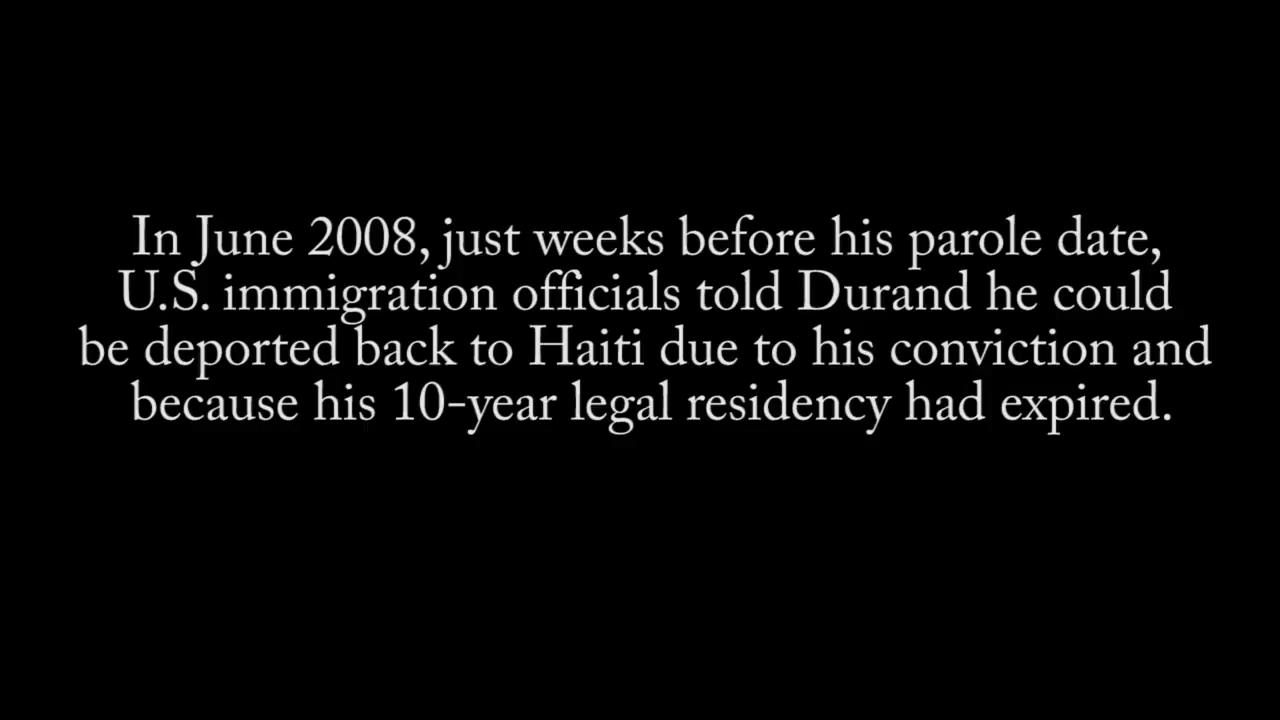 In June 2008, just weeks before his parole date,
U.S. immigration officials told Durand he could
be deported back to Haiti due to his conviction and
because his 10-year legal residency had expired.